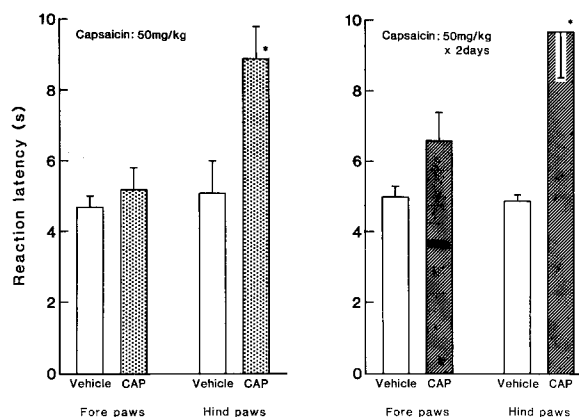 Capsaicin: 50mg/kg
*
Reaction latency (s)
10
8
6
4
2
0
Vehicle CAP Vehicle CAP
Fore paws Hind paws
Capsaicin: 50mg/kg
x 2days
*
10
8
6
4
2
0
Vehicle CAP Vehicle CAP
Fore paws Hind paws